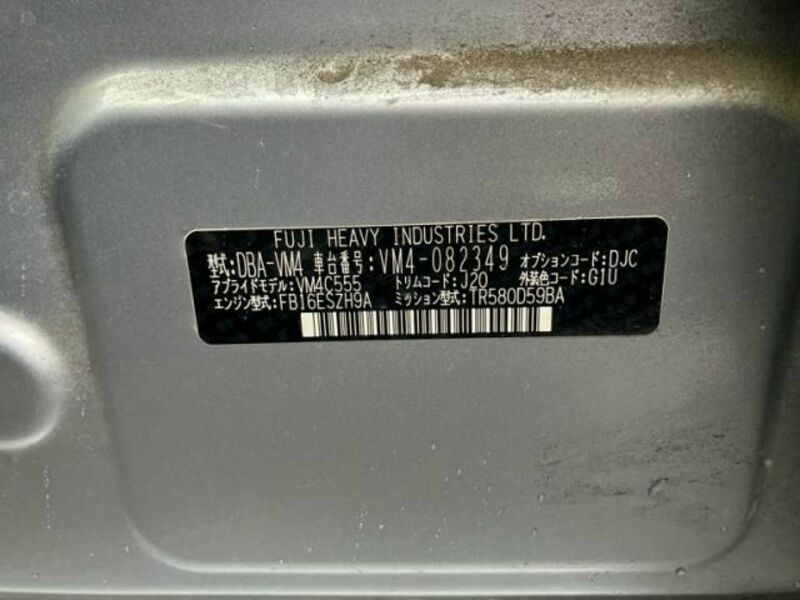 FUJI HEAVY INDUSTRIES LTD.
型式:DBA-VM4 車台番号:VM4-082349 オプションコード:DJC
アプライドモデル:VM4C555 トリムコード:J20 外装色コード:G1U
エンジン型式:FB16ESZH9A ミッション型式:TR580D59BA